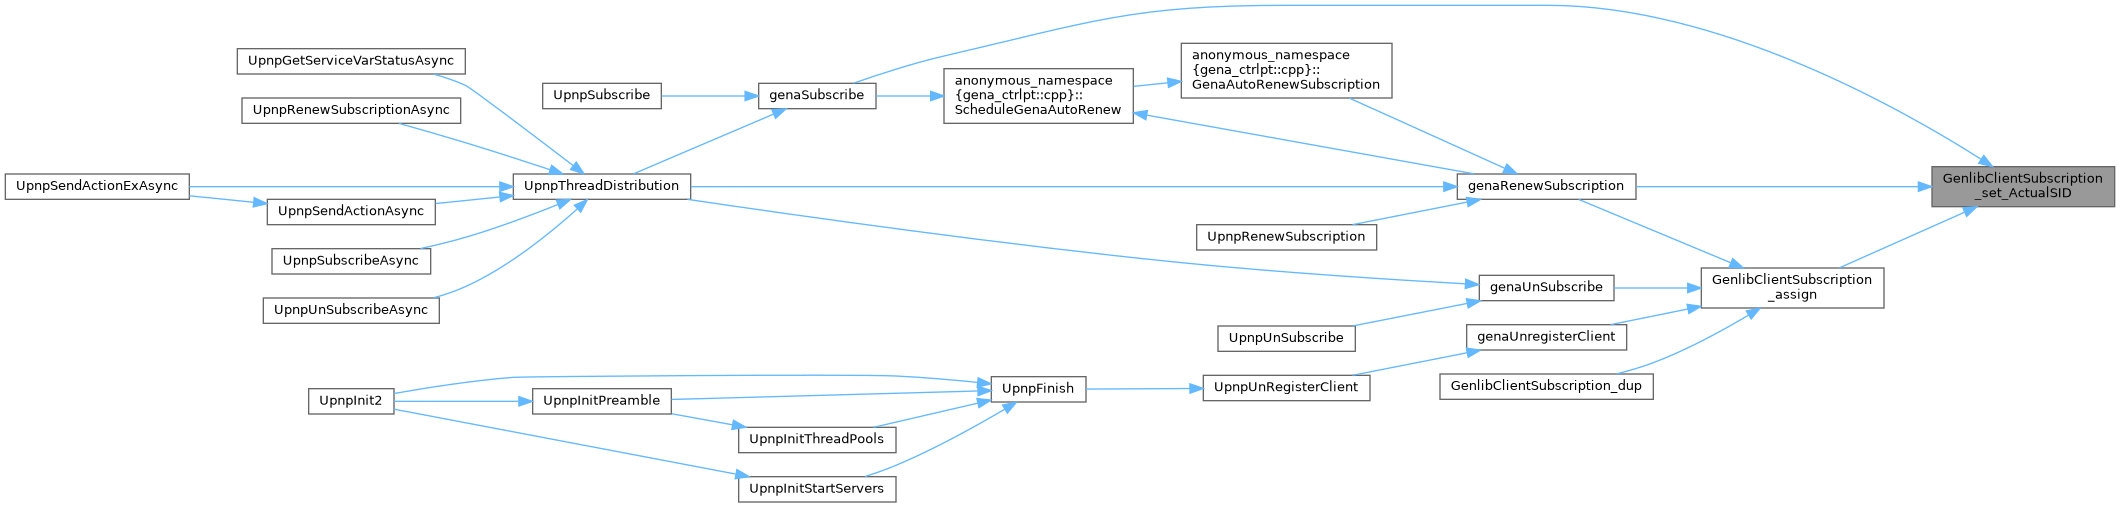 UpnpGetServiceVarStatusAsync
UpnpRenewSubscriptionAsync
UpnpSendActionExAsync
UpnpSendActionAsync
UpnpSubscribeAsync
UpnpUnSubscribeAsync
UpnpSubscribe
UpnpThreadDistribution
genaSubscribe
anonymous_namespace
{gena_ctrlpt::cpp}::
ScheduleGenaAutoRenew
anonymous_namespace
{gena_ctrlpt::cpp}::
GenaAutoRenewSubscription
genaRenewSubscription
UpnpRenewSubscription
GenlibClientSubscription
_set_ActualSID
genaUnSubscribe
GenlibClientSubscription
_assign
UpnpUnSubscribe
genaUnregisterClient
GenlibClientSubscription_dup
UpnpUnRegisterClient
UpnpFinish
UpnpInit2
UpnpInitPreamble
UpnpInitThreadPools
UpnpInitStartServers